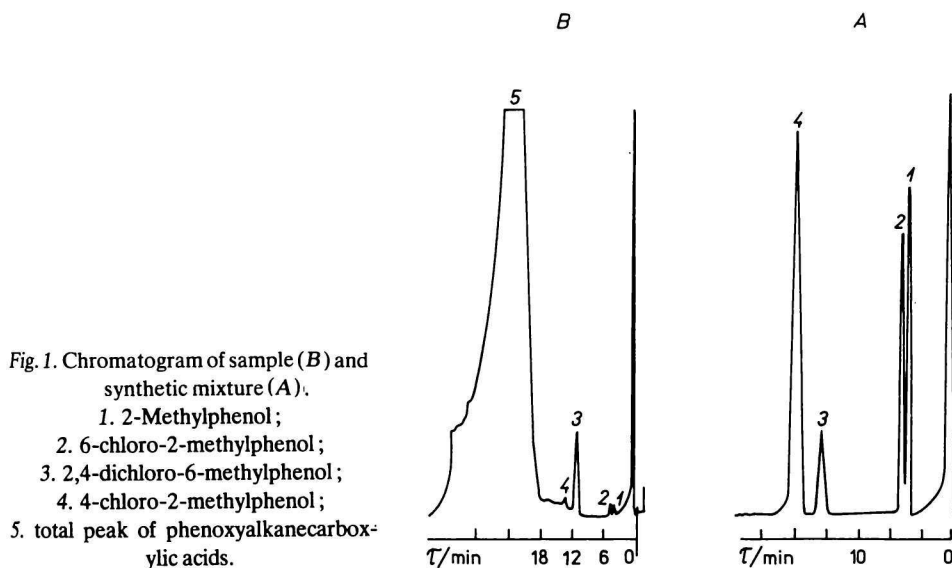 B A
5
4
1
2
3
3
4
2
1
Fig. 1. Chromatogram of sample (B) and
synthetic mixture (A).
1. 2-Methylphenol;
2. 6-chloro-2-methylphenol;
3. 2,4-dichloro-6-methylphenol;
4. 4-chloro-2-methylphenol;
5. total peak of phenoxyalkanecarbox-
ylic acids.
τ/min 18 12 6 0
τ/min 10 0